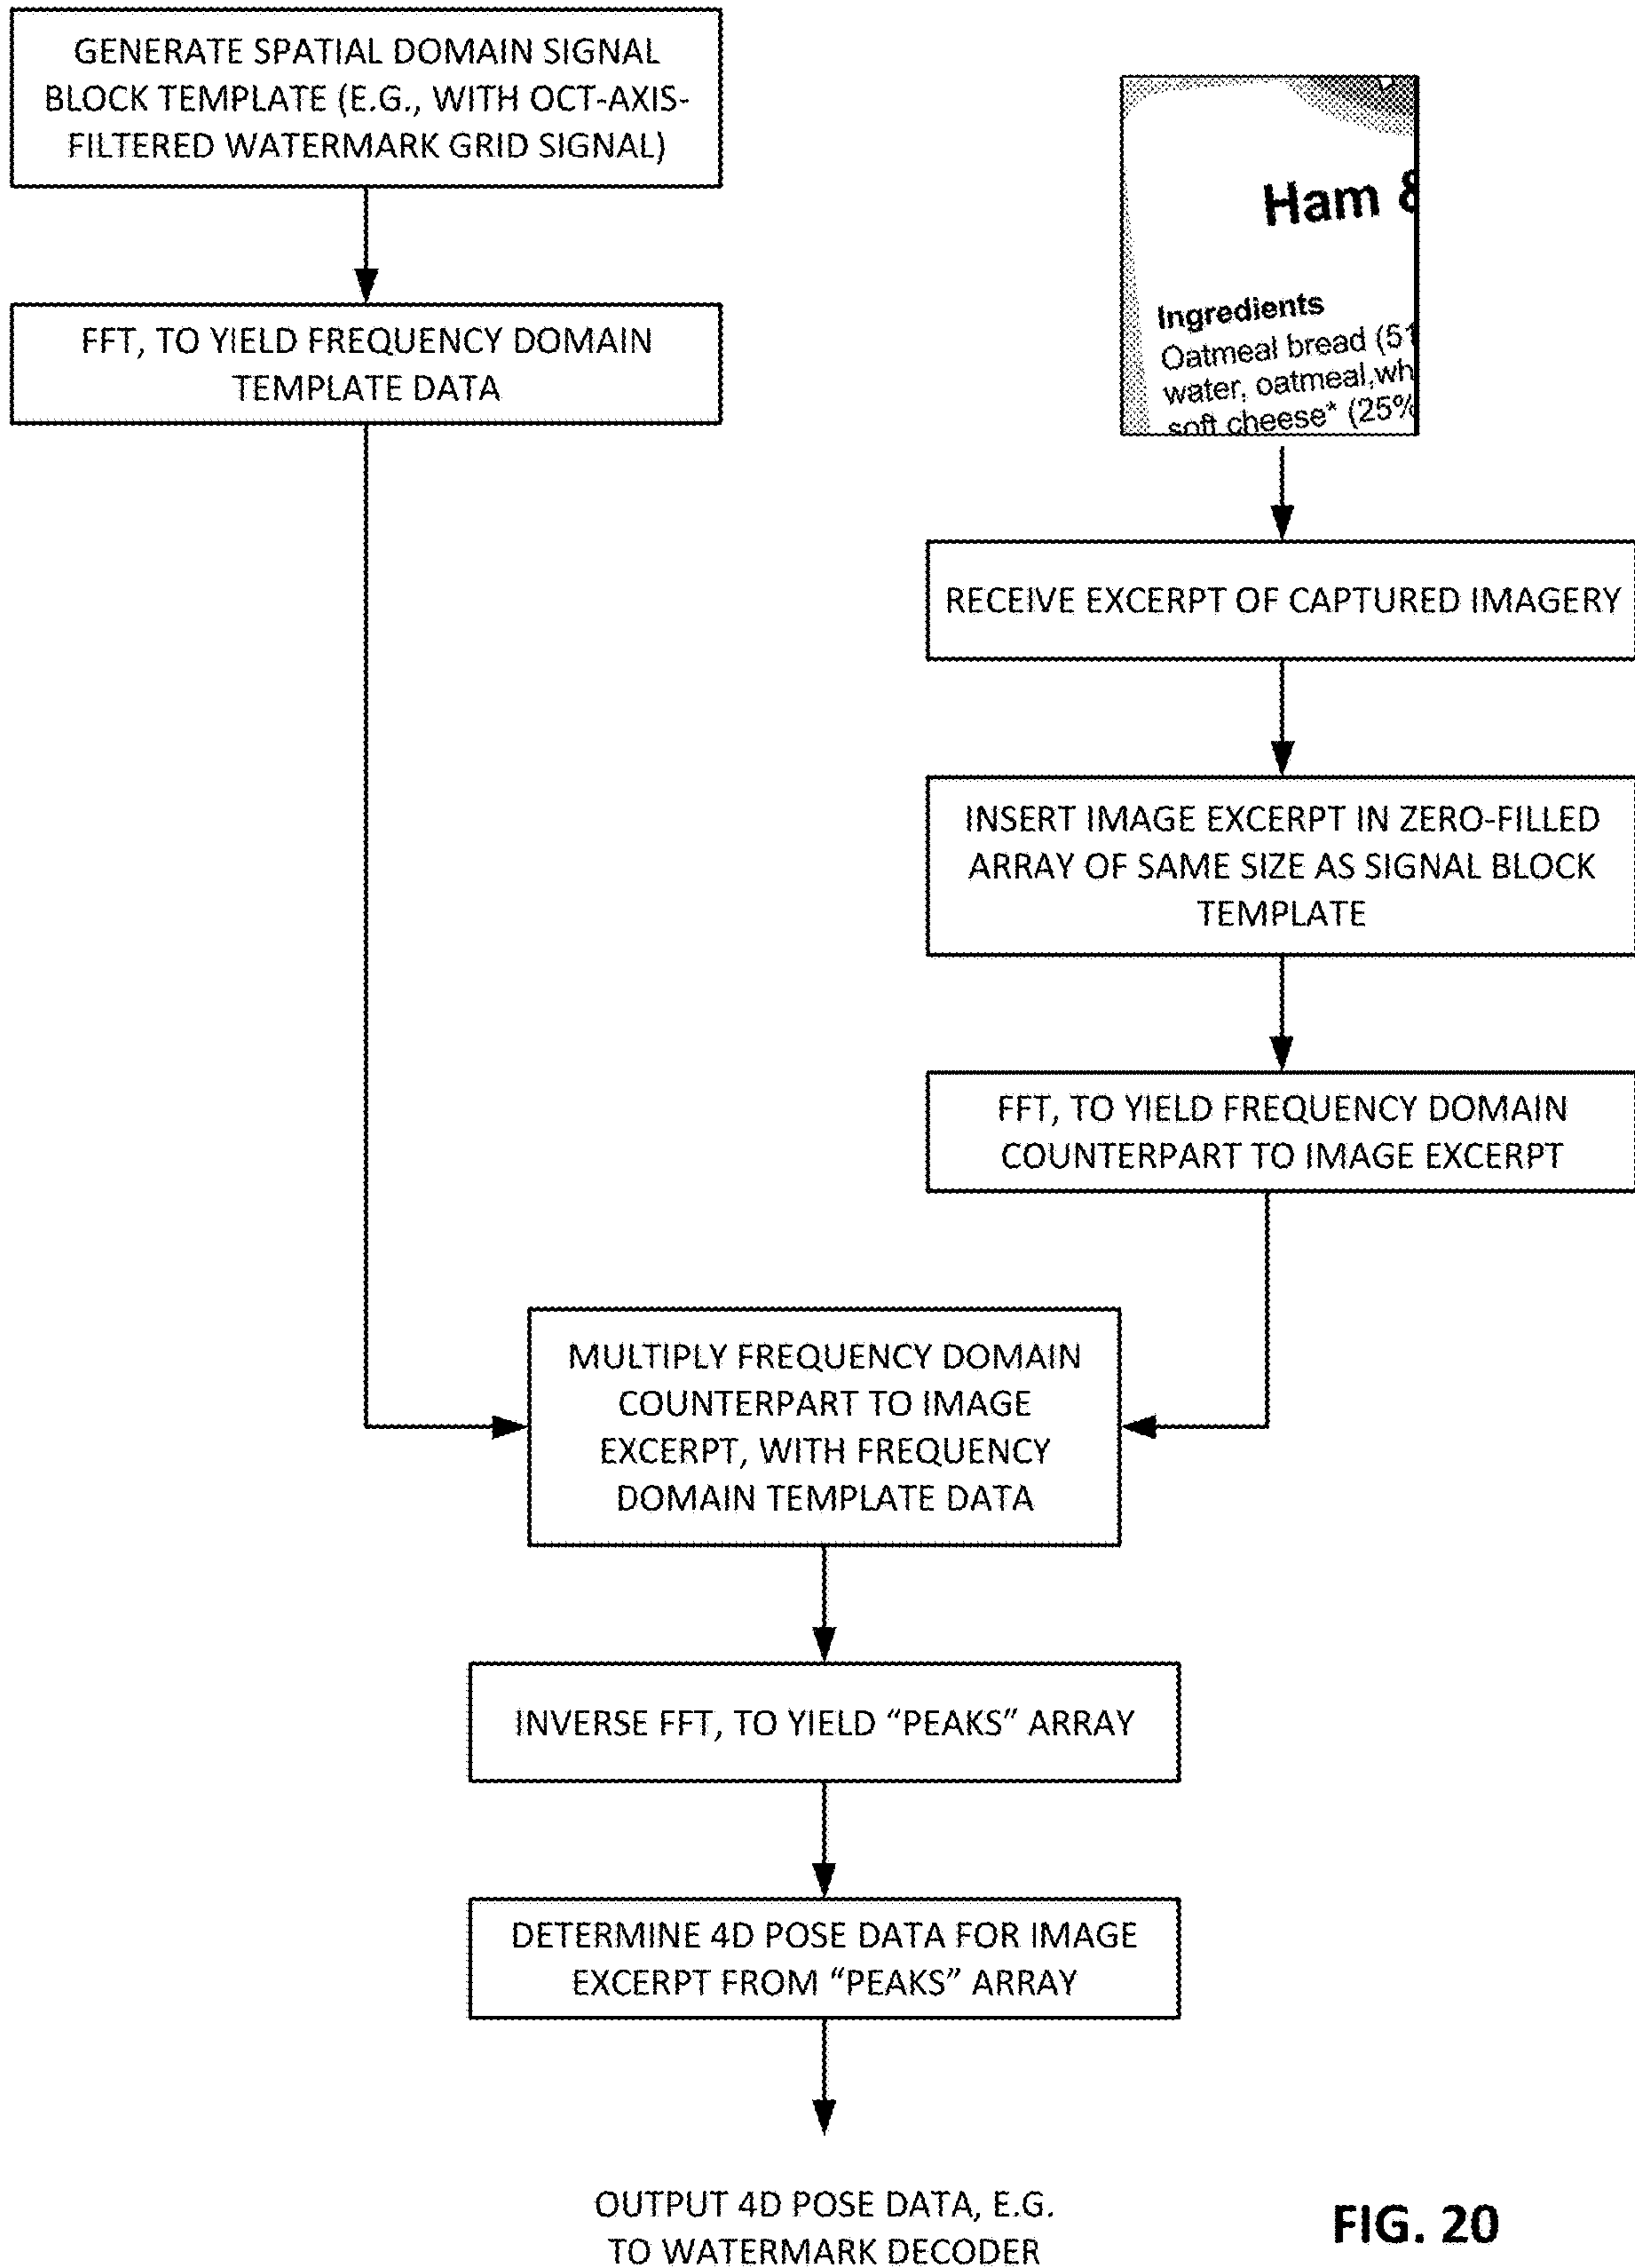 GENERATE SPATIAL DOMAIN SIGNAL
BLOCK TEMPLATE (E.G., WITH OCT-AXIS-
FILTERED WATERMARK GRID SIGNAL)
FFT, TO YIELD FREQUENCY DOMAIN
TEMPLATE DATA
Ham &
Ingredients
Oatmeal bread (51
water, oatmeal,wh
soft cheese* (25%
RECEIVE EXCERPT OF CAPTURED IMAGERY
INSERT IMAGE EXCERPT IN ZERO-FILLED
ARRAY OF SAME SIZE AS SIGNAL BLOCK
TEMPLATE
FFT, TO YIELD FREQUENCY DOMAIN
COUNTERPART TO IMAGE EXCERPT
MULTIPLY FREQUENCY DOMAIN
COUNTERPART TO IMAGE
EXCERPT, WITH FREQUENCY
DOMAIN TEMPLATE DATA
INVERSE FFT, TO YIELD “PEAKS” ARRAY
DETERMINE 4D POSE DATA FOR IMAGE
EXCERPT FROM “PEAKS” ARRAY
OUTPUT 4D POSE DATA, E.G.
TO WATERMARK DECODER
FIG. 20